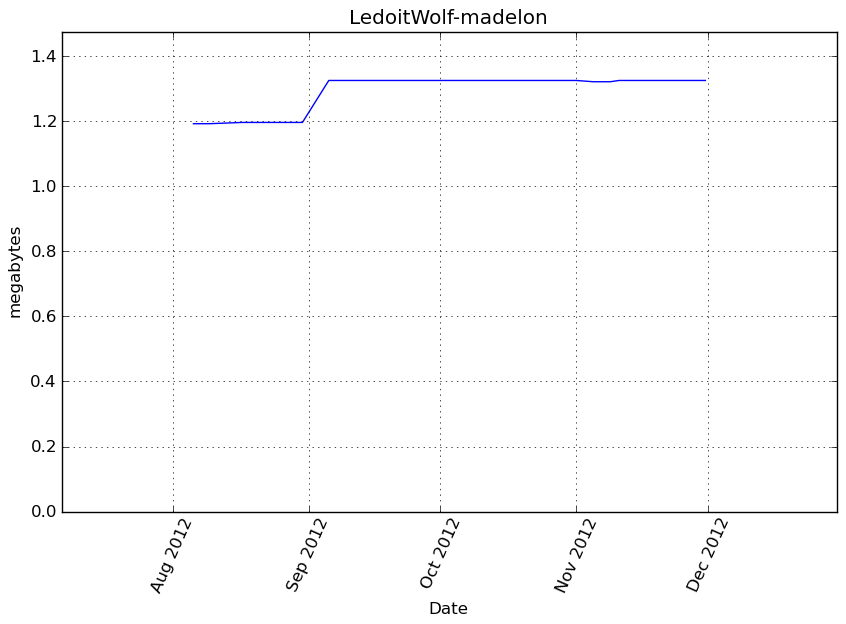 LedoitWolf-madelon
1.4
1.2
1.0
0.8
0.6
0.4
0.2
0.0
megabytes
Aug 2012
Sep 2012
Oct 2012
Nov 2012
Dec 2012
Date